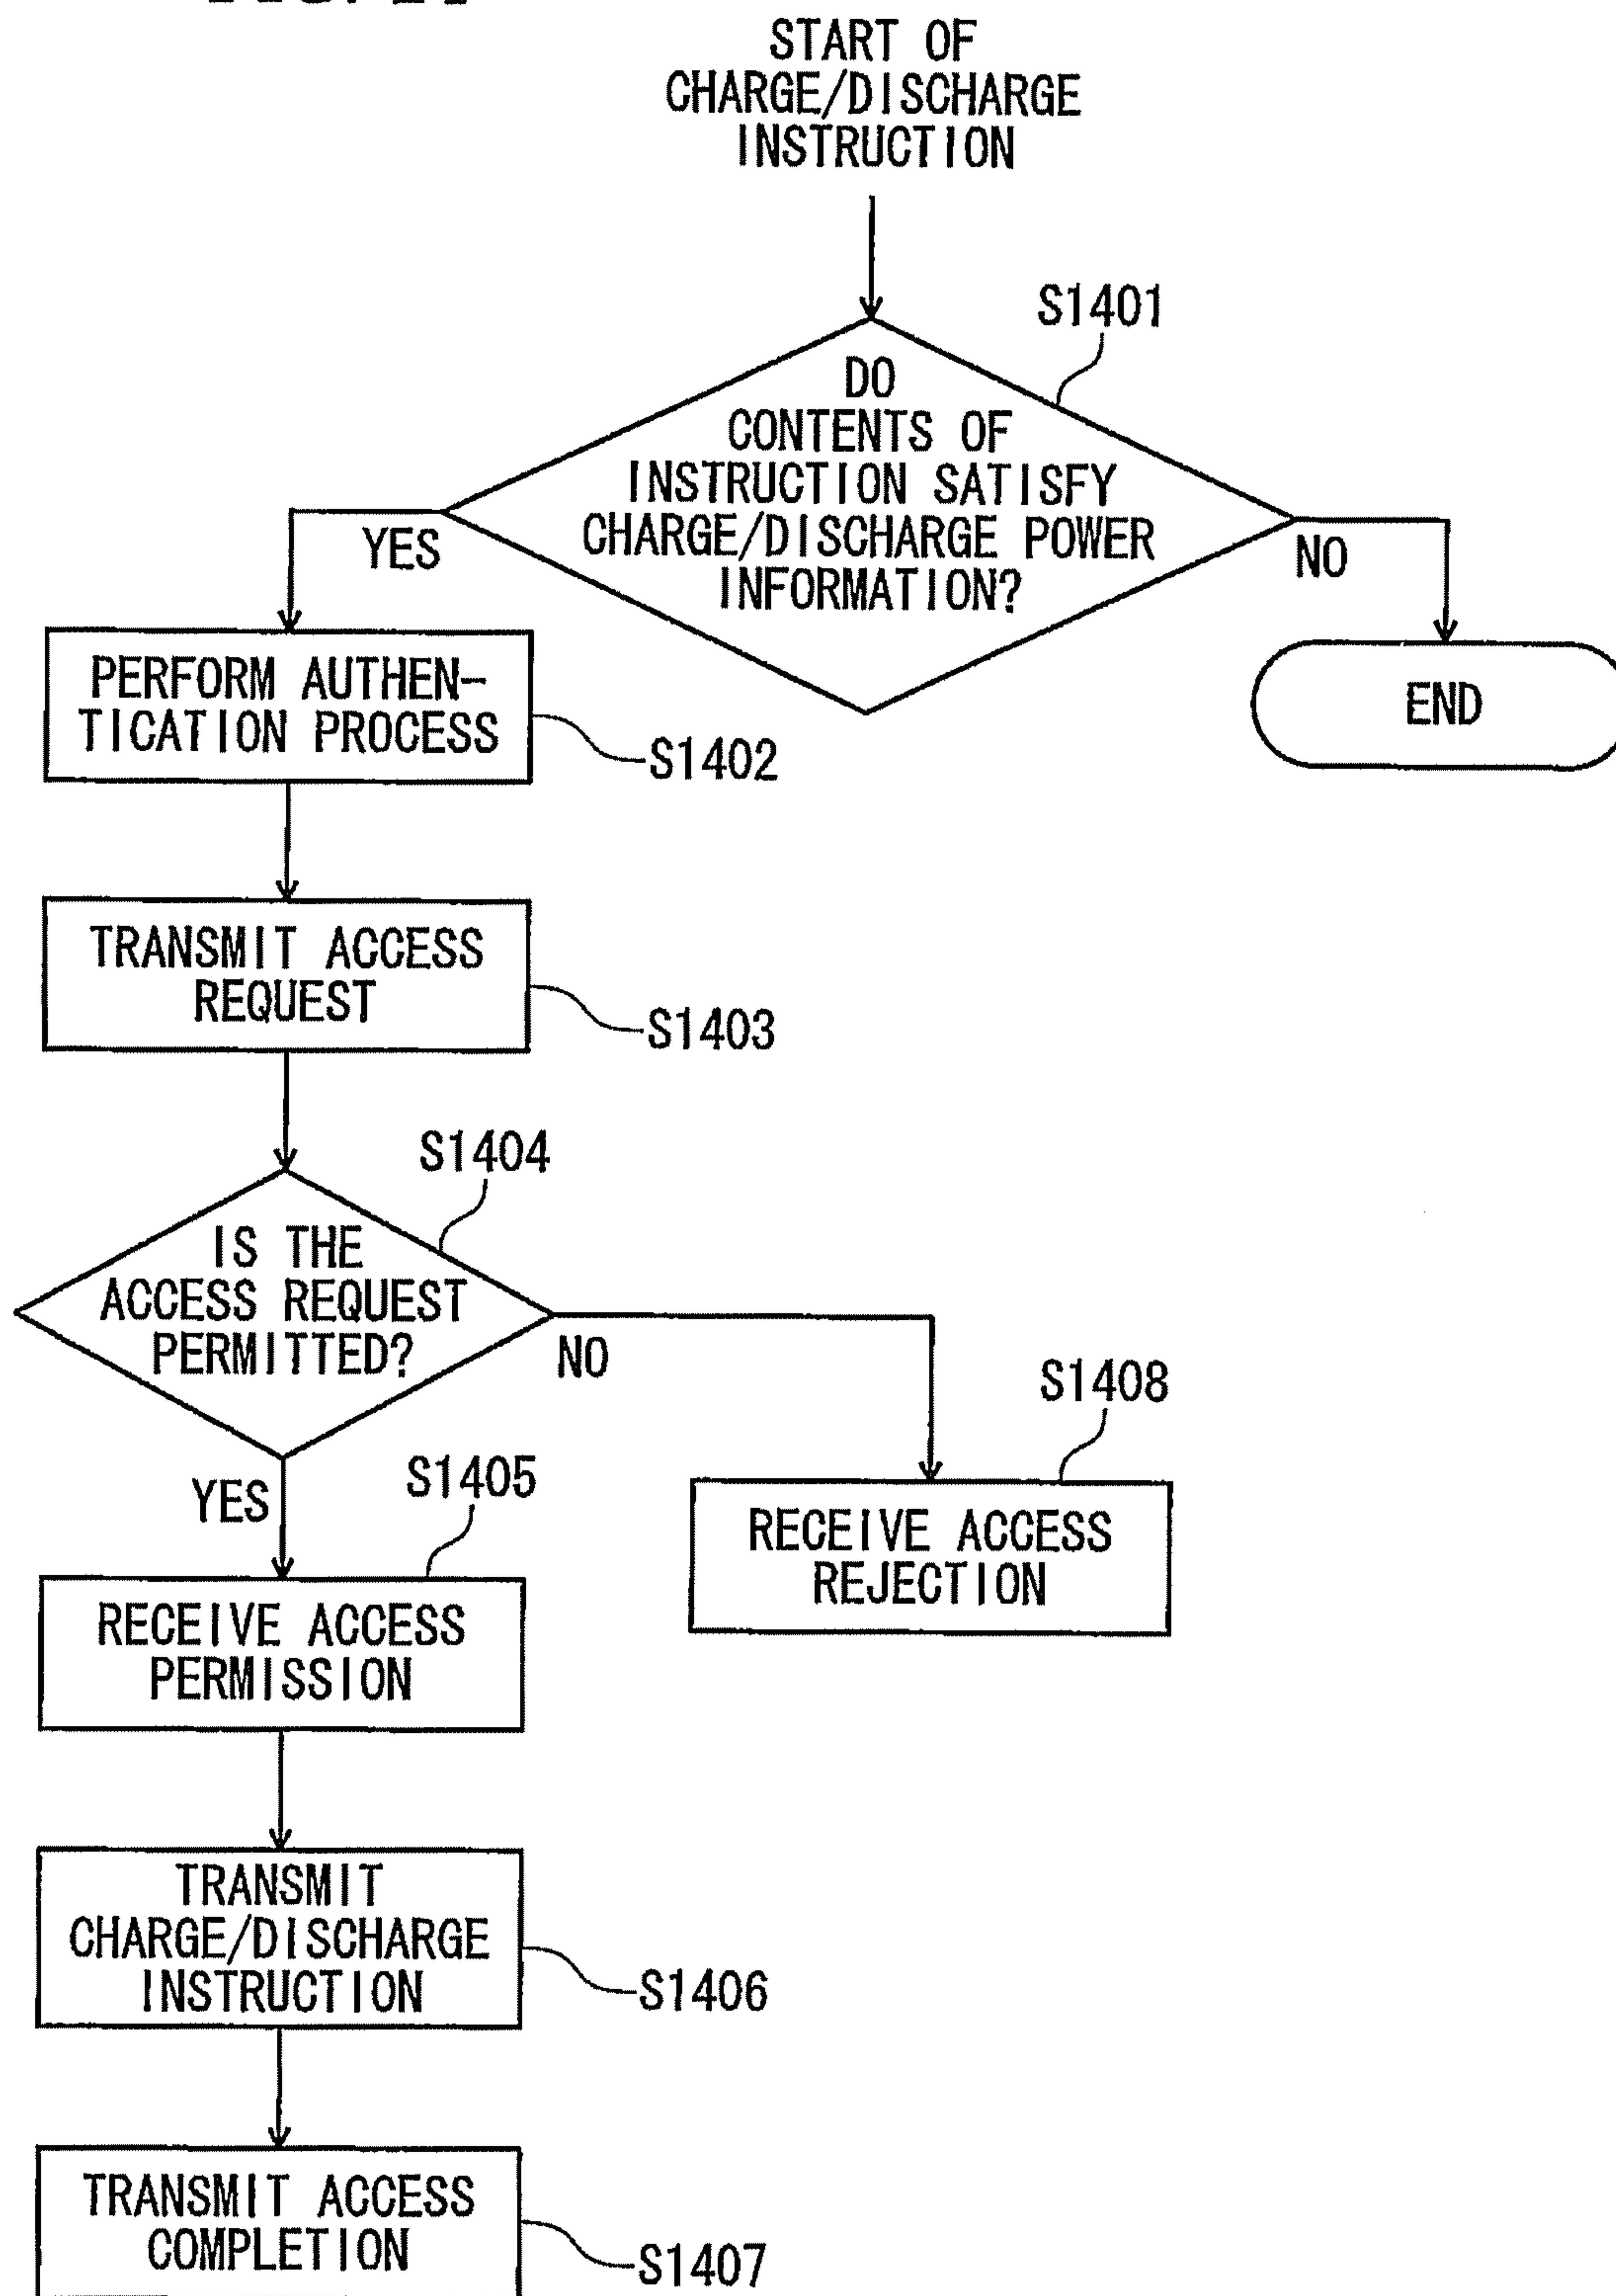 START OF
CHARGE/DISCHARGE
INSTRUCTION
S1401
DO
CONTENTS OF
INSTRUCTION SATISFY
CHARGE/DISCHARGE POWER
INFORMATION?
YES
NO
PERFORM AUTHEN-
TICATION PROCESS
S1402
END
TRANSMIT ACCESS
REQUEST
S1403
S1404
IS THE
ACCESS REQUEST
PERMITTED?
NO
YES
S1405
S1408
RECEIVE ACCESS
REJECTION
RECEIVE ACCESS
PERMISSION
TRANSMIT
CHARGE/DISCHARGE
INSTRUCTION
S1406
TRANSMIT ACCESS
COMPLETION
S1407